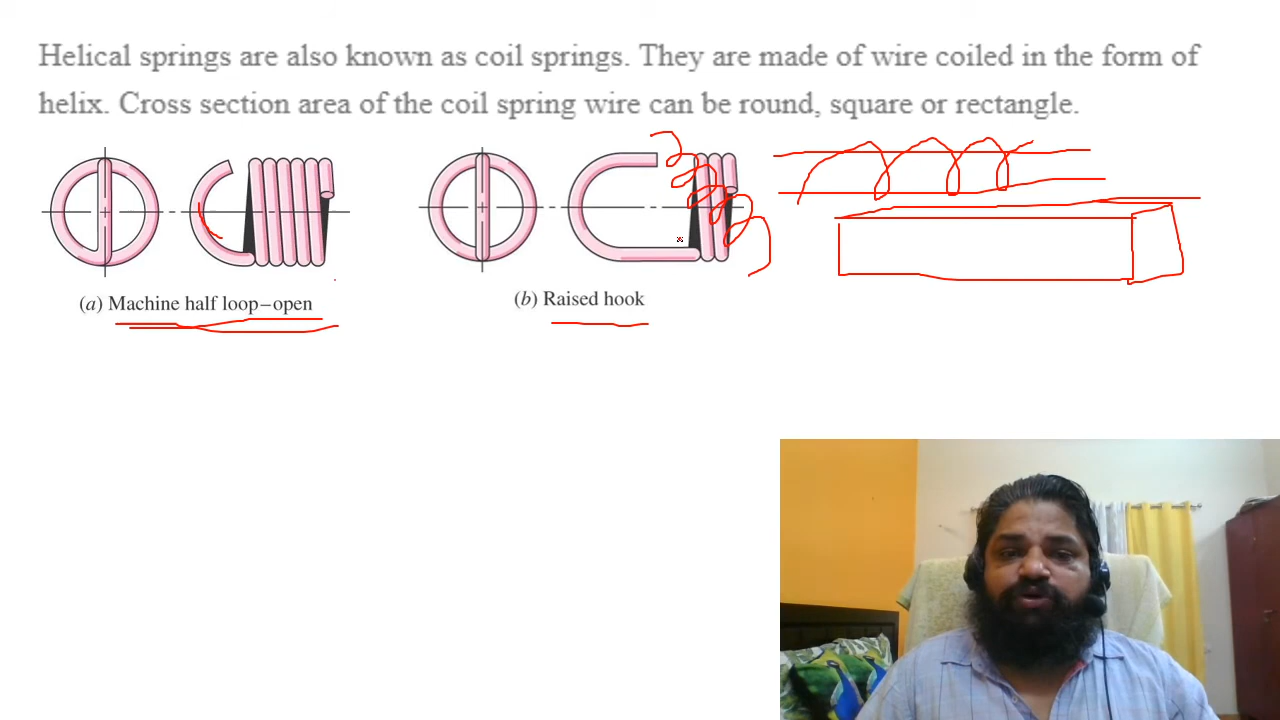 Helical springs are also known as coil springs. They are made of wire coiled in the form of
helix. Cross section area of the coil spring wire can be round, square or rectangle.
(a) Machine half loop–open
(b) Raised hook